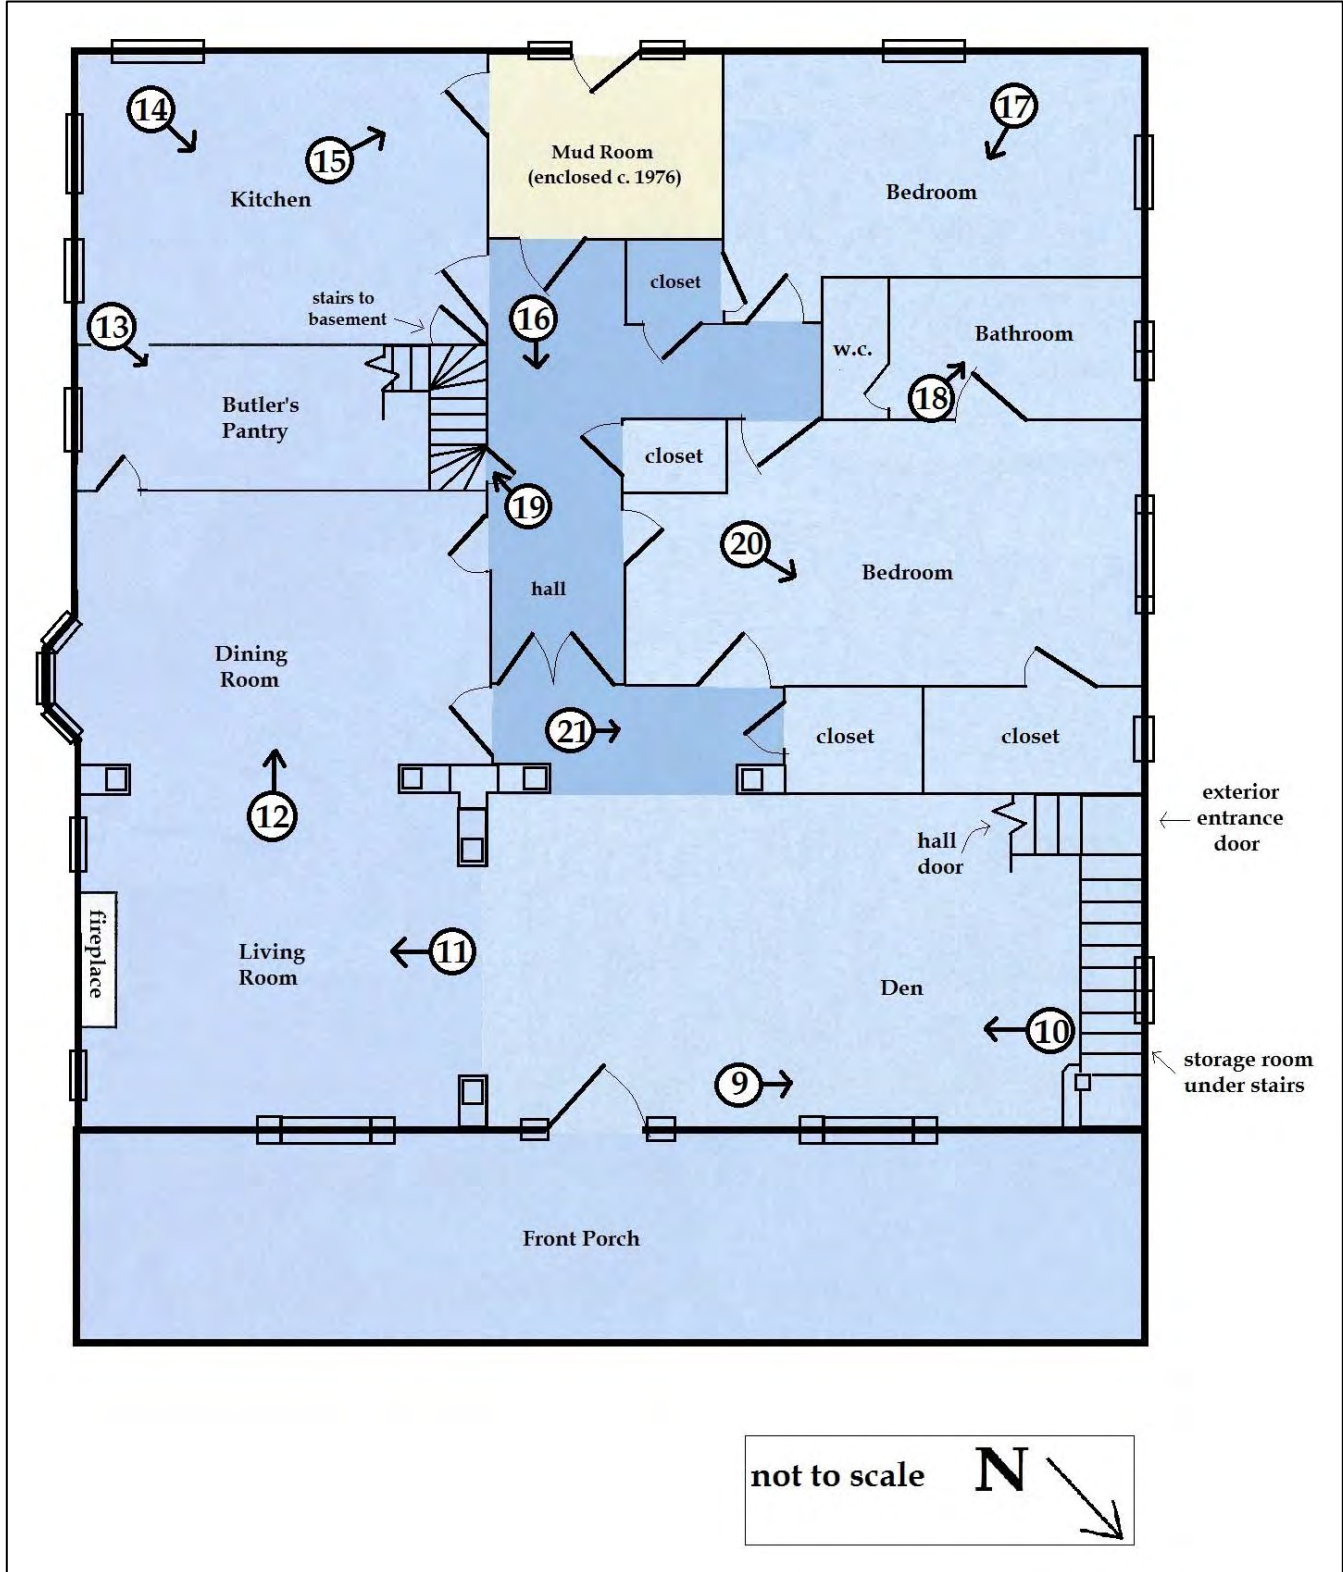 14
15
17
Mud Room
(enclosed c. 1976)
Kitchen
Bedroom
closet
stairs to
basement
13
16
Bathroom
w.c.
18
Butler's
Pantry
closet
19
20
Bedroom
hall
Dining
Room
21
closet
closet
12
exterior
entrance
door
hall
door
fireplace
Living
Room
11
Den
10
9
storage room
under stairs
Front Porch
not to scale N